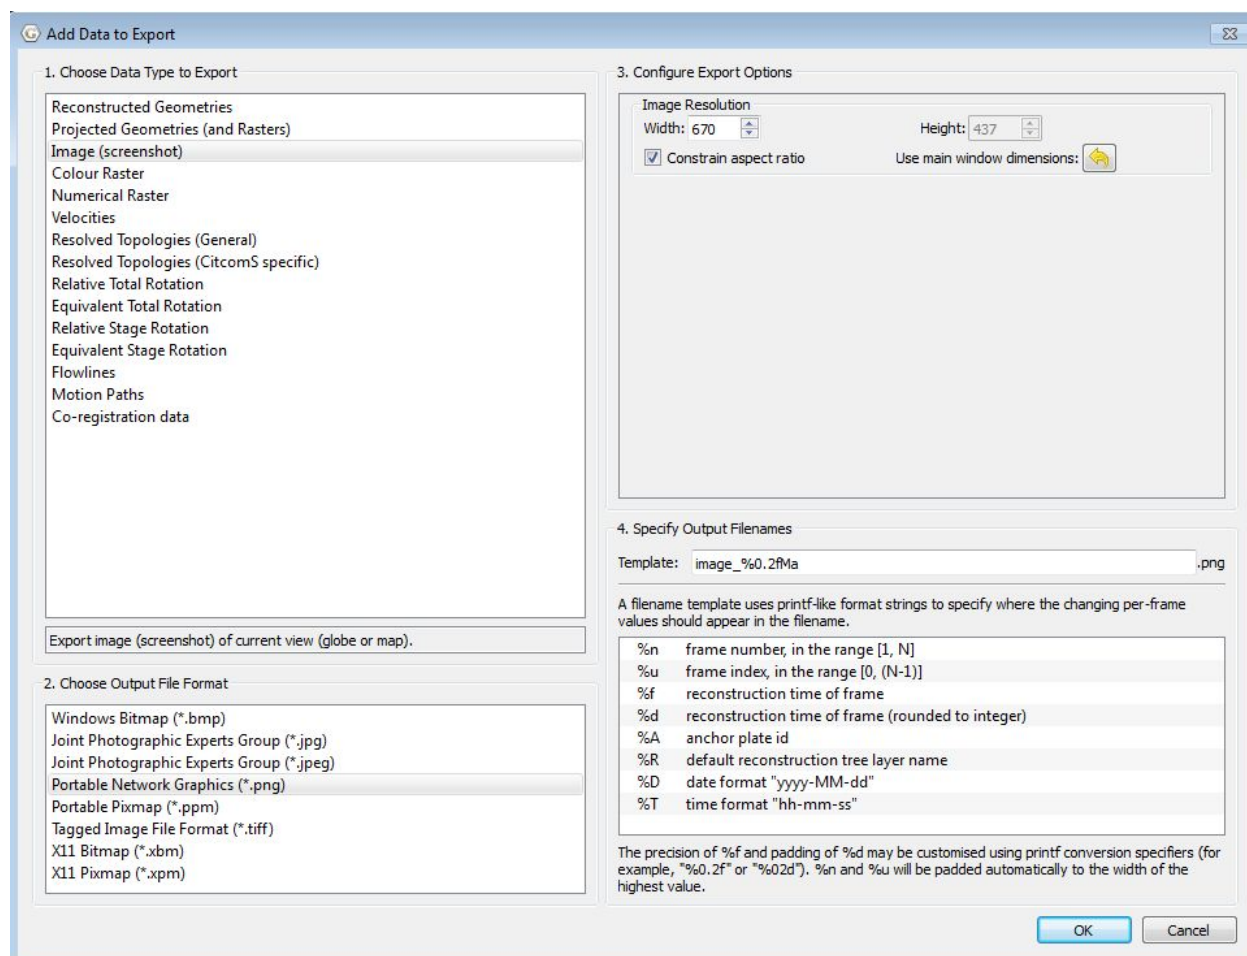 Add Data to Export
1. Choose Data Type to Export
Reconstructed Geometries
Projected Geometries (and Rasters)
Image (screenshot)
Colour Raster
Numerical Raster
Velocities
Resolved Topologies (General)
Resolved Topologies (CitcomS specific)
Relative Total Rotation
Equivalent Total Rotation
Relative Stage Rotation
Equivalent Stage Rotation
Flowlines
Motion Paths
Co-registration data
Export image (screenshot) of current view (globe or map).
2. Choose Output File Format
Windows Bitmap (*.bmp)
Joint Photographic Experts Group (*.jpg)
Joint Photographic Experts Group (*.jpeg)
Portable Network Graphics (*.png)
Portable Pixmap (*.ppm)
Tagged Image File Format (*.tiff)
X11 Bitmap (*.xbm)
X11 Pixmap (*.xpm)
3. Configure Export Options
Image Resolution
Width: 670 Height: 437
Constrain aspect ratio Use main window dimensions:
4. Specify Output Filenames
Template: image_%0.2fMa .png
A filename template uses printf-like format strings to specify where the changing per-frame
values should appear in the filename.
%n frame number, in the range [1, N]
%u frame index, in the range [0, (N-1)]
%f reconstruction time of frame
%d reconstruction time of frame (rounded to integer)
%A anchor plate id
%R default reconstruction tree layer name
%D date format "yyyy-MM-dd"
%T time format "hh-mm-ss"
The precision of %f and padding of %d may be customised using printf conversion specifiers (for
example, "%0.2f" or "%02d"). %n and %u will be padded automatically to the width of the
highest value.
OK Cancel